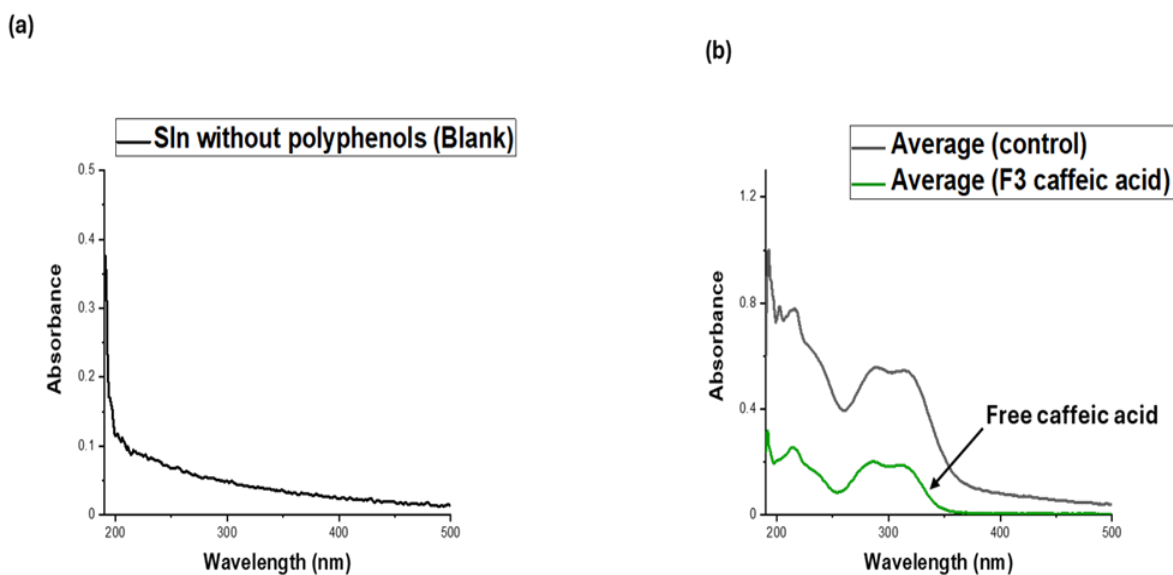 (a)
Sln without polyphenols (Blank)
0.5
0.4
0.3
0.2
0.1
0
Absorbance
200
300
400
500
Wavelength (nm)
(b)
Average (control)
Average (F3 caffeic acid)
1.2
0.8
0.4
0
Absorbance
Free caffeic acid
200
300
400
500
Wavelength (nm)